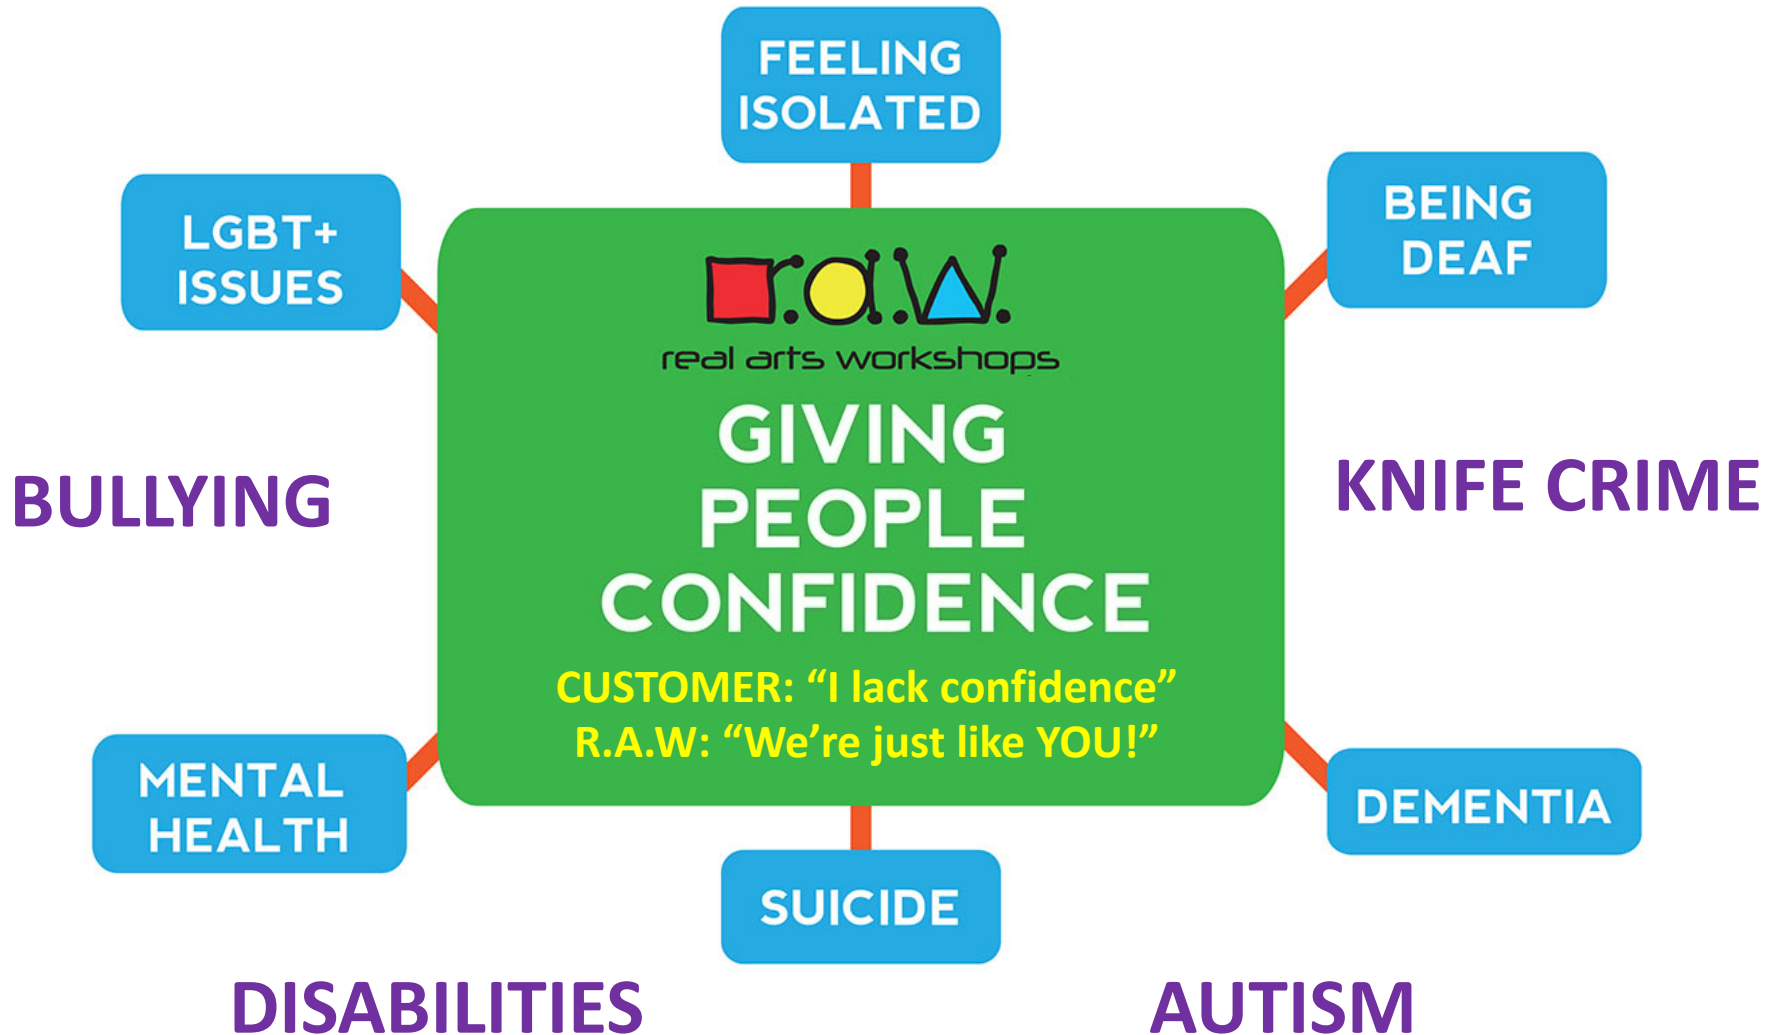 FEELING
ISOLATED
LGBT+
ISSUES
BEING
DEAF
r.a.w.
real arts workshops
GIVING
PEOPLE
CONFIDENCE
BULLYING
KNIFE CRIME
CUSTOMER: “I lack confidence”
R.A.W: “We’re just like YOU!”
MENTAL
HEALTH
DEMENTIA
SUICIDE
DISABILITIES
AUTISM